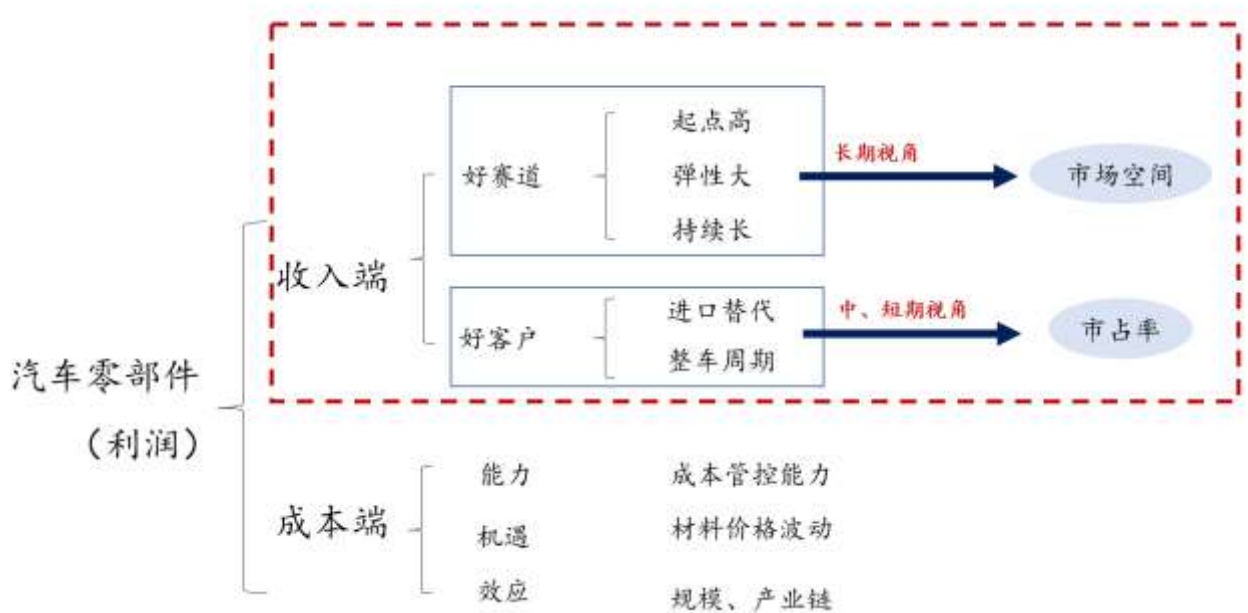 起点高
长期视角
好赛道
弹性大
市场空间
持续长
收入端
进口替代
中、短期视角
好客户
市占率
整车周期
汽车零部件
（利润）
能力
成本管控能力
成本端
机遇
材料价格波动
效应
规模、产业链